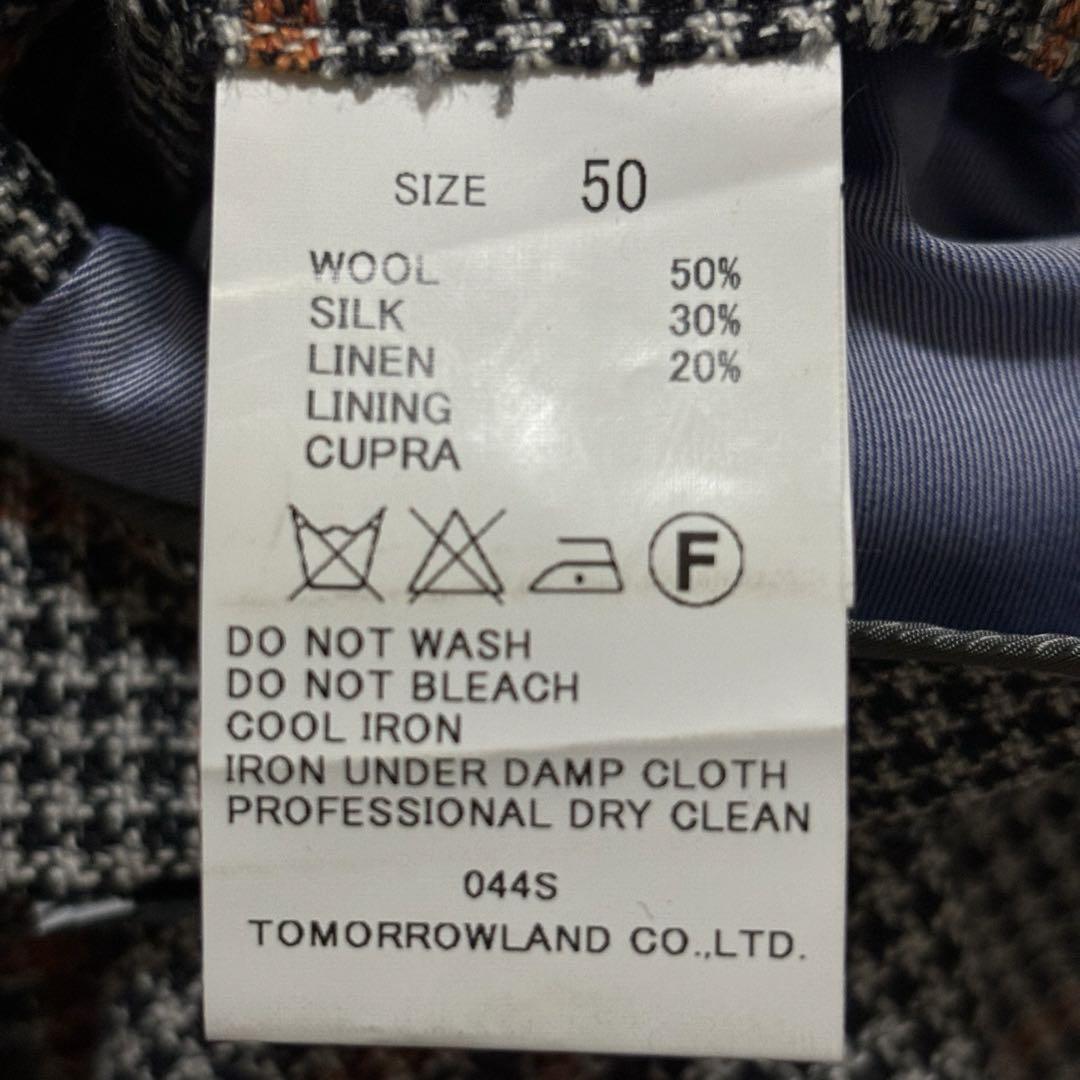 SIZE 50
WOOL 50%
SILK 30%
LINEN 20%
LINING
CUPRA
F
DO NOT WASH
DO NOT BLEACH
COOL IRON
IRON UNDER DAMP CLOTH
PROFESSIONAL DRY CLEAN
044S
TOMORROWLAND CO.,LTD.